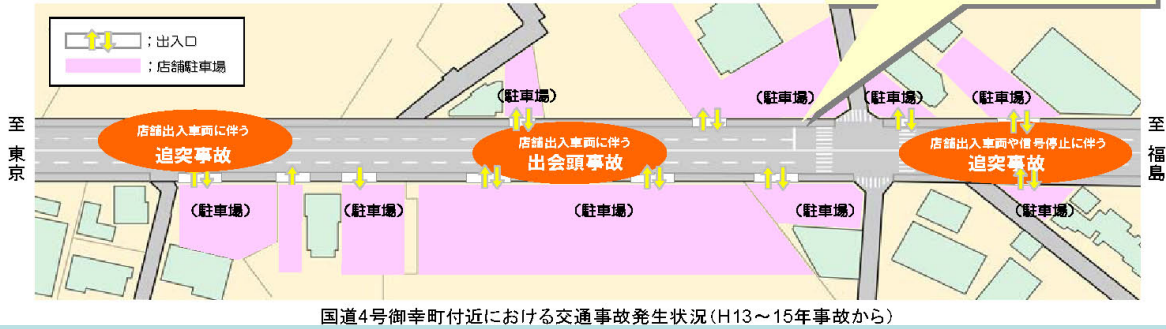 ；出入口
；店舗駐車場
（駐車場）
（駐車場）
（駐車場）
（駐車場）
至 東京
店舗出入車両に伴う
追突事故
店舗出入車両に伴う
出会頭事故
店舗出入車両や信号停止に伴う
追突事故
至 福島
（駐車場）
（駐車場）
（駐車場）
（駐車場）
（駐車場）
国道4号御幸町付近における交通事故発生状況（H13～15年事故から）